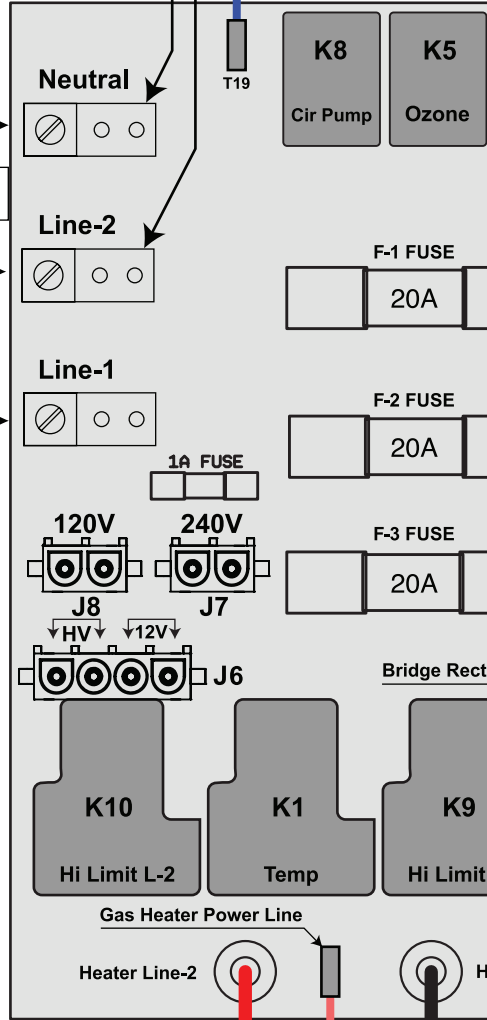 K8
K5
Neutral
T19
Cir Pump
Ozone
Line-2
F-1 FUSE
20A
Line-1
F-2 FUSE
20A
1A FUSE
120V
240V
F-3 FUSE
20A
J8
J7
HV
12V
J6
Bridge Rect
K10
K1
K9
Hi Limit L-2
Temp
Hi Limit
Gas Heater Power Line
Heater Line-2
H